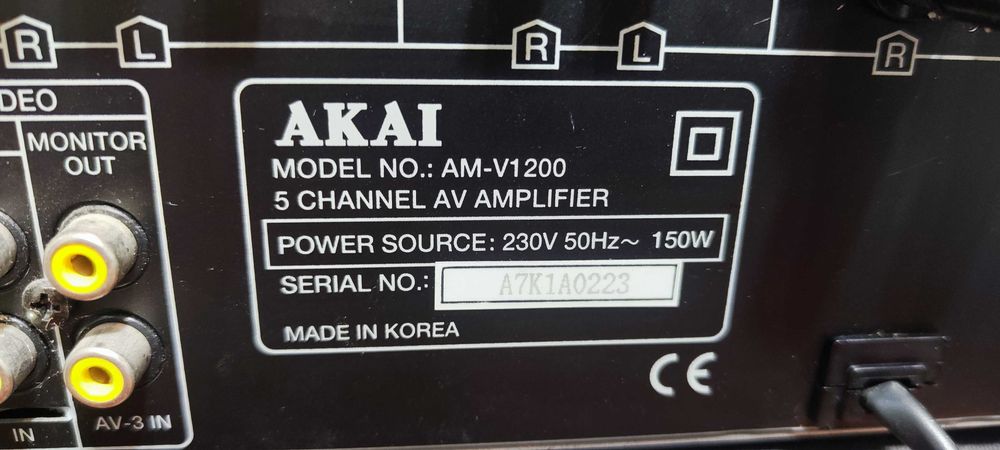 R
L
R
L
R
DEO
MONITOR
OUT
AKAI
MODEL NO.: AM-V1200
5 CHANNEL AV AMPLIFIER
POWER SOURCE: 230V 50Hz~ 150W
SERIAL NO.: A7K1A0223
MADE IN KOREA
CE
AV-3 IN
IN